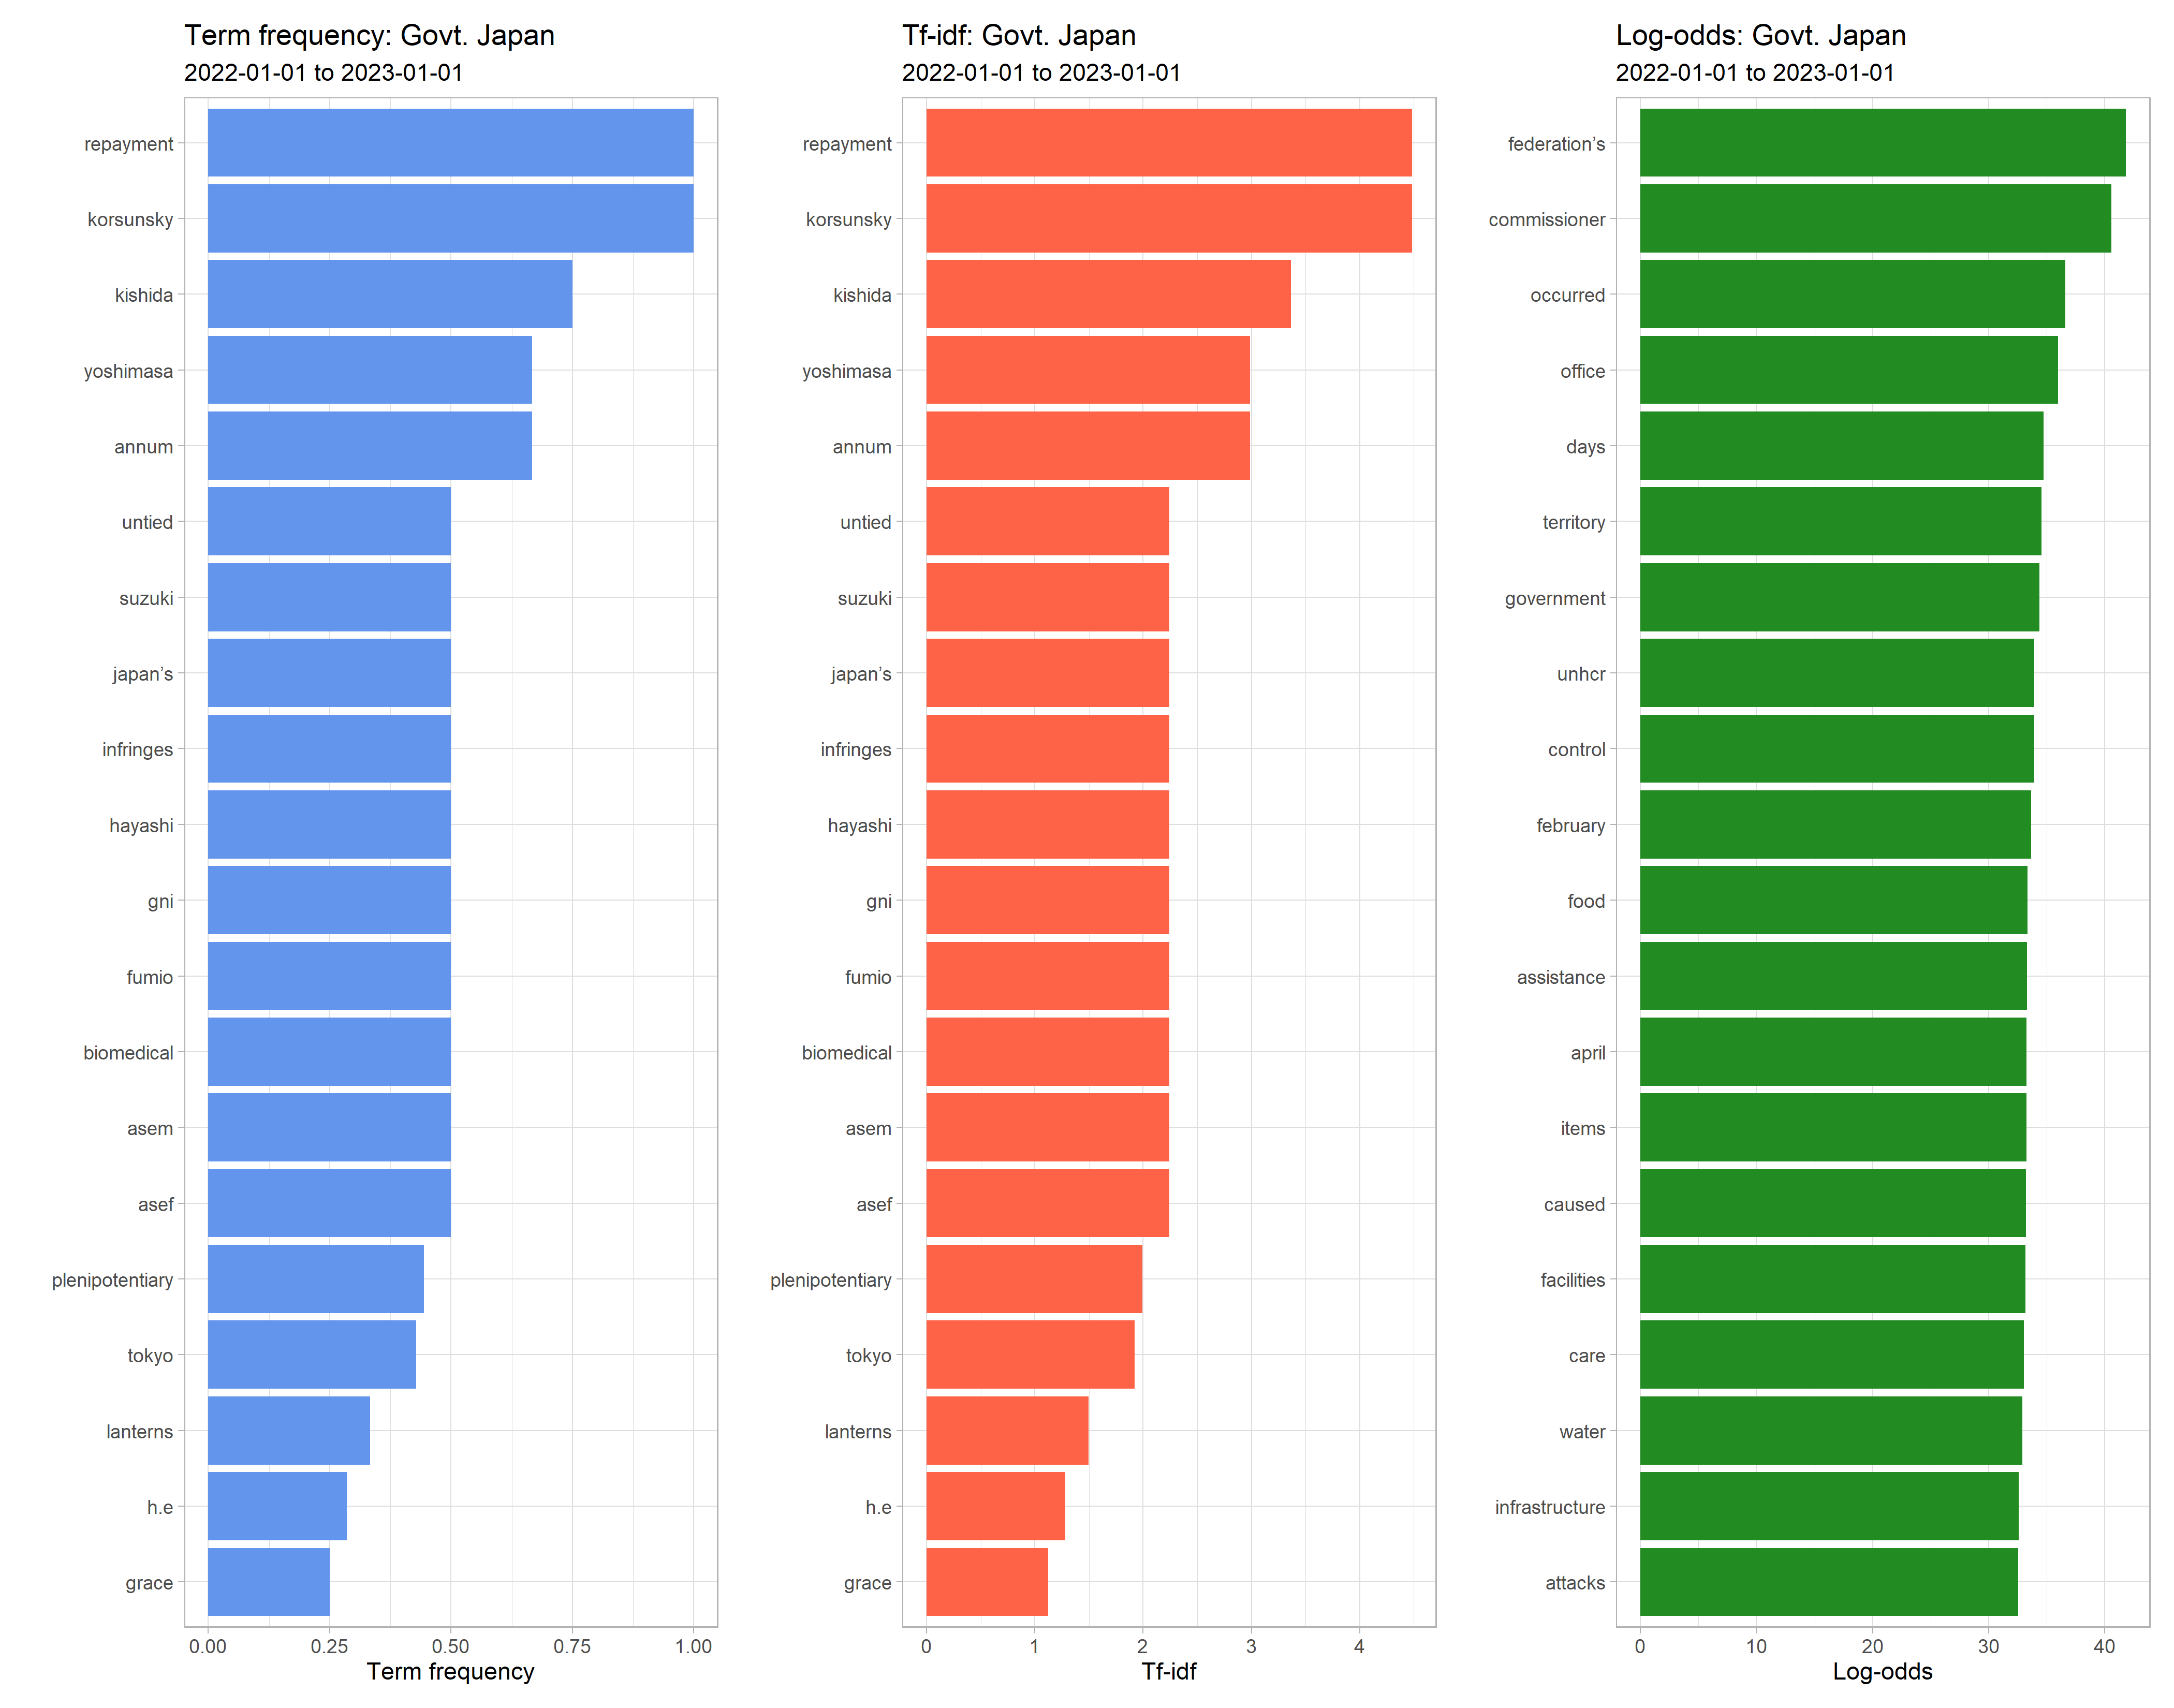 Term frequency: Govt. Japan
2022-01-01 to 2023-01-01
repayment
korsunsky
kishida
yoshimasa
annum
untied
suzuki
japan’s
infringes
hayashi
gni
fumio
biomedical
asem
asef
plenipotentiary
tokyo
lanterns
h.e
grace
0.00 0.25 0.50 0.75 1.00
Term frequency
Tf-idf: Govt. Japan
2022-01-01 to 2023-01-01
repayment
korsunsky
kishida
yoshimasa
annum
untied
suzuki
japan’s
infringes
hayashi
gni
fumio
biomedical
asem
asef
plenipotentiary
tokyo
lanterns
h.e
grace
0 1 2 3 4
Tf-idf
Log-odds: Govt. Japan
2022-01-01 to 2023-01-01
federation’s
commissioner
occurred
office
days
territory
government
unhcr
control
february
food
assistance
april
items
caused
facilities
care
water
infrastructure
attacks
0 10 20 30 40
Log-odds